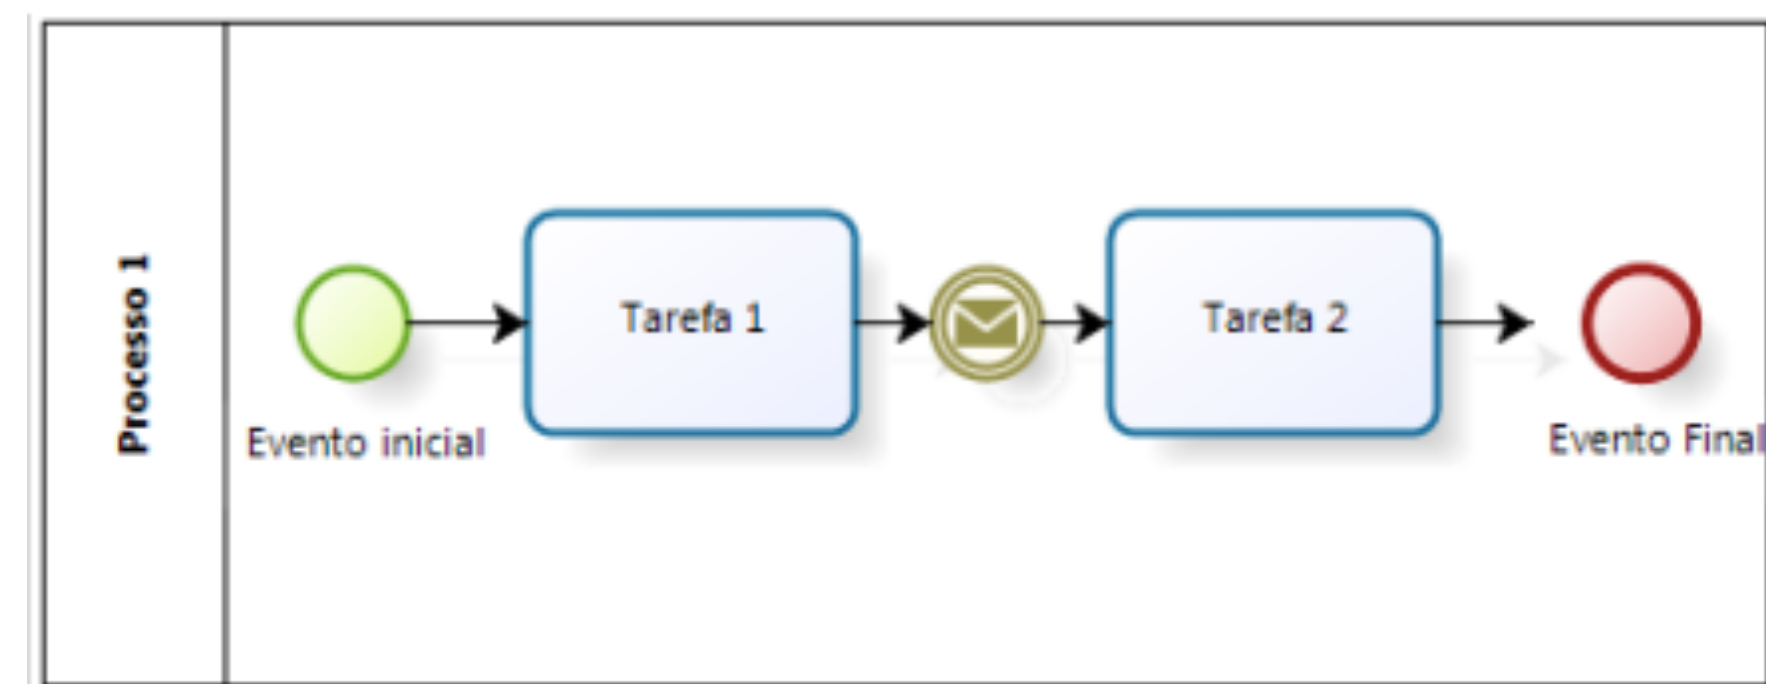 Processo 1
Tarefa 1
Tarefa 2
Evento inicial
Evento Final